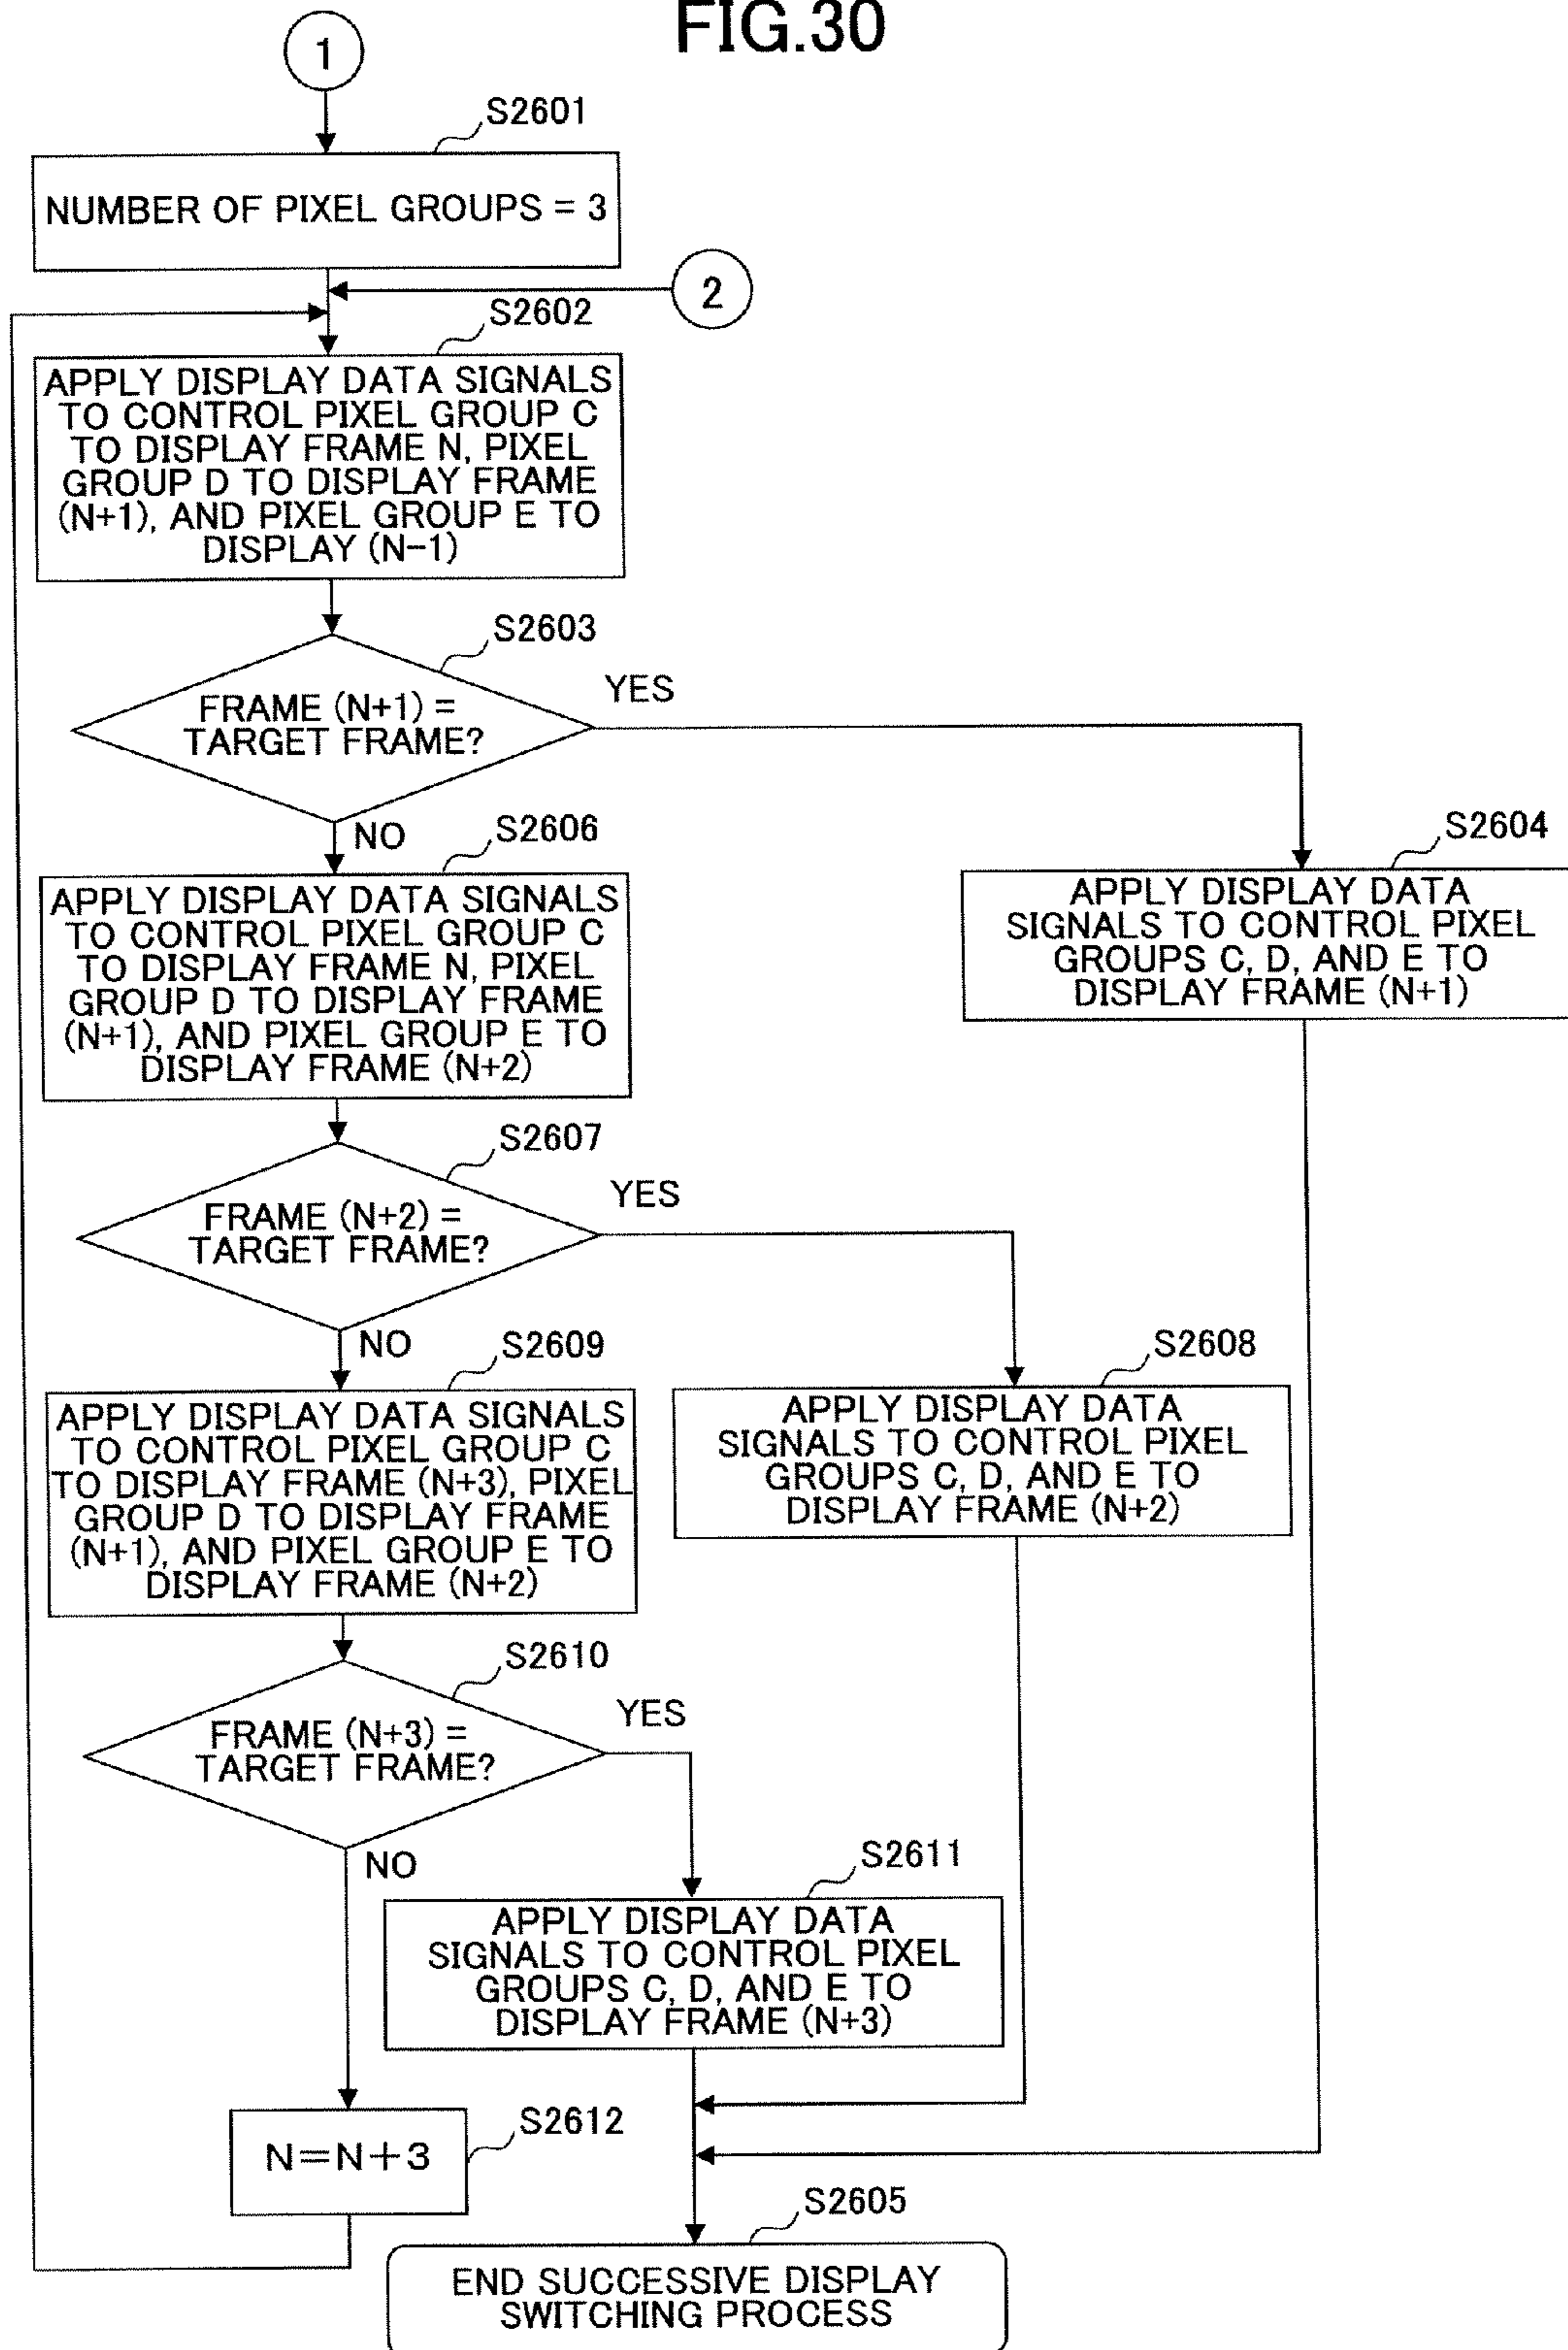 FIG.30
1
S2601
NUMBER OF PIXEL GROUPS = 3
2
S2602
APPLY DISPLAY DATA SIGNALS
TO CONTROL PIXEL GROUP C
TO DISPLAY FRAME N, PIXEL
GROUP D TO DISPLAY FRAME
(N+1), AND PIXEL GROUP E TO
DISPLAY (N-1)
S2603
FRAME (N+1) =
TARGET FRAME?
YES
NO
S2604
APPLY DISPLAY DATA
SIGNALS TO CONTROL PIXEL
GROUPS C, D, AND E TO
DISPLAY FRAME (N+1)
S2606
APPLY DISPLAY DATA SIGNALS
TO CONTROL PIXEL GROUP C
TO DISPLAY FRAME N, PIXEL
GROUP D TO DISPLAY FRAME
(N+1), AND PIXEL GROUP E TO
DISPLAY FRAME (N+2)
S2607
FRAME (N+2) =
TARGET FRAME?
YES
NO
S2608
APPLY DISPLAY DATA
SIGNALS TO CONTROL PIXEL
GROUPS C, D, AND E TO
DISPLAY FRAME (N+2)
S2609
APPLY DISPLAY DATA SIGNALS
TO CONTROL PIXEL GROUP C
TO DISPLAY FRAME (N+3), PIXEL
GROUP D TO DISPLAY FRAME
(N+1), AND PIXEL GROUP E TO
DISPLAY FRAME (N+2)
S2610
FRAME (N+3) =
TARGET FRAME?
YES
NO
S2611
APPLY DISPLAY DATA
SIGNALS TO CONTROL PIXEL
GROUPS C, D, AND E TO
DISPLAY FRAME (N+3)
S2612
N=N+3
S2605
END SUCCESSIVE DISPLAY
SWITCHING PROCESS